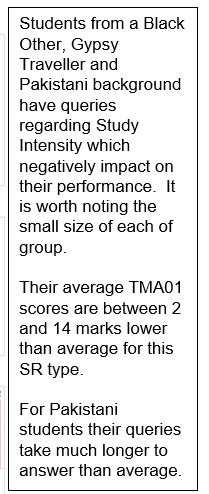 Students from a Black
Other, Gypsy
Traveller and
Pakistani background
have queries
regarding Study
Intensity which
negatively impact on
their performance.  It
is worth noting the
small size of each of
group.

Their average TMA01
scores are between 2
and 14 marks lower
than average for this
SR type.

For Pakistani
students their queries
take much longer to
answer than average.